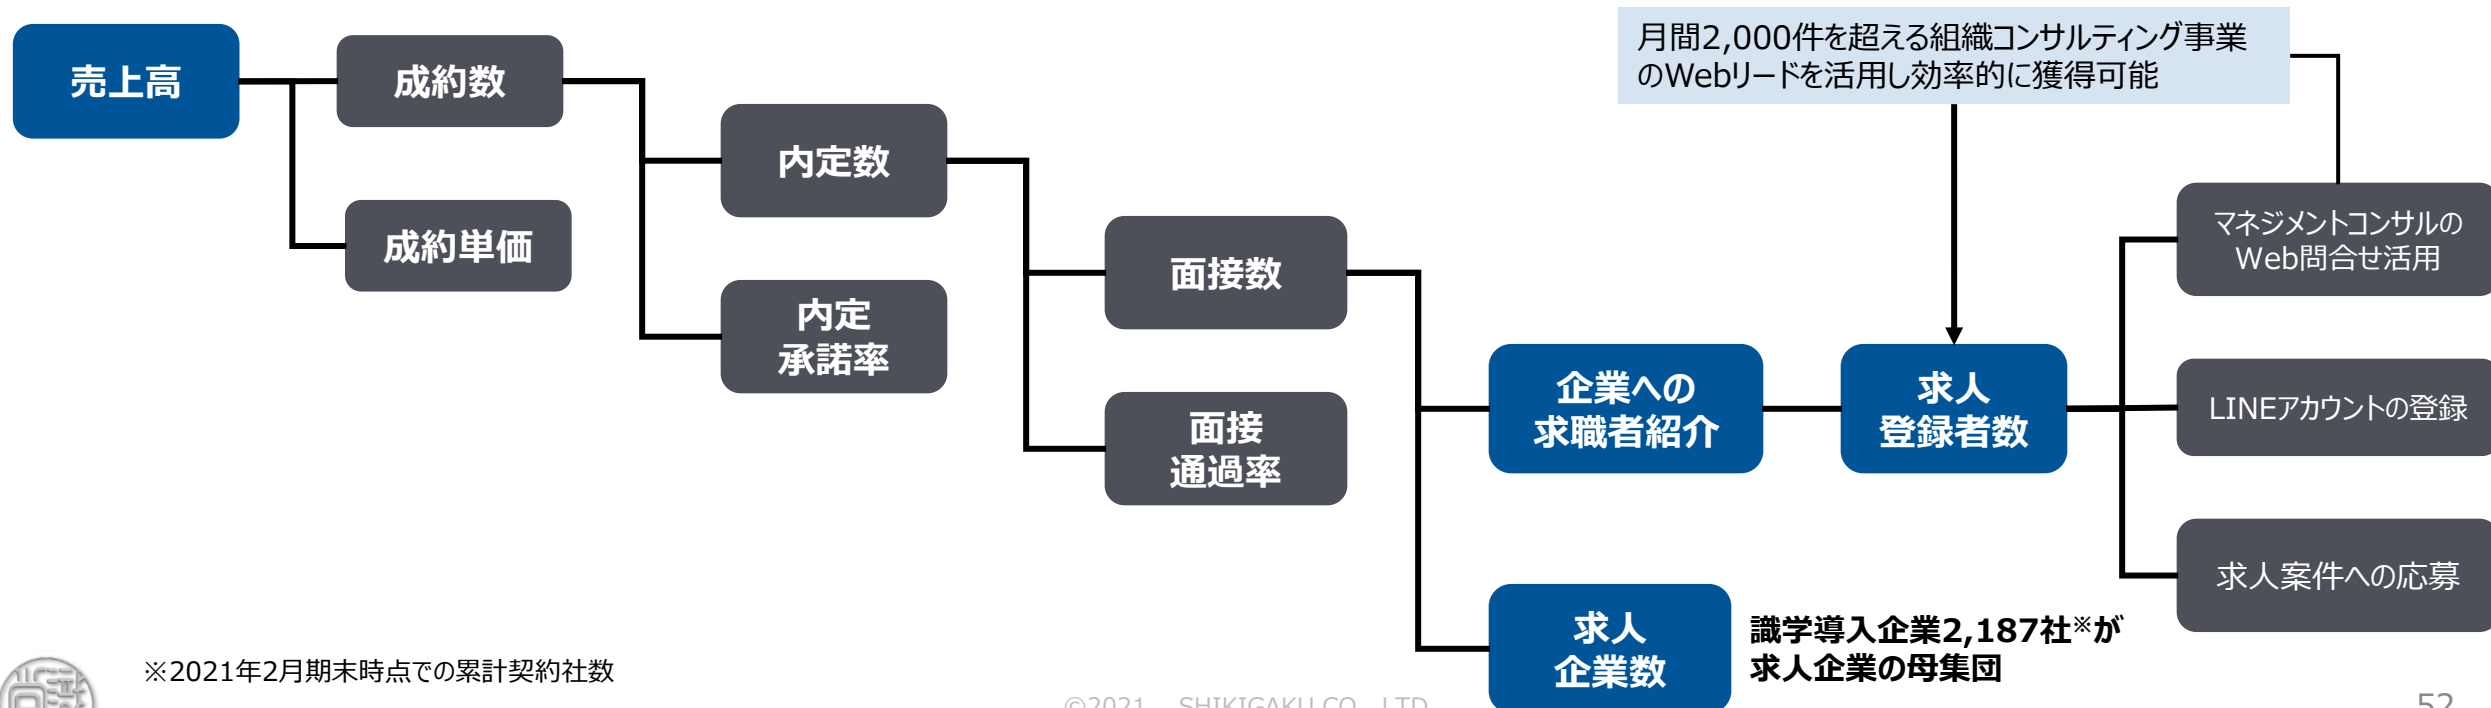 売上高
成約数
成約単価
内定数
内定
承諾率
面接数
面接
通過率
企業への
求職者紹介
求人
企業数
識学導入企業2,187社※が
求人企業の母集団
月間2,000件を超える組織コンサルティング事業
のWebリードを活用し効率的に獲得可能
求人
登録者数
マネジメントコンサルの
Web問合せ活用
LINEアカウントの登録
求人案件への応募
※2021年2月期末時点での累計契約社数
©2021 SHIKIGAKU CO., LTD
52